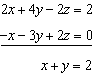 2x + 4y − 2z = 2
−x − 3y + 2z = 0
x + y = 2